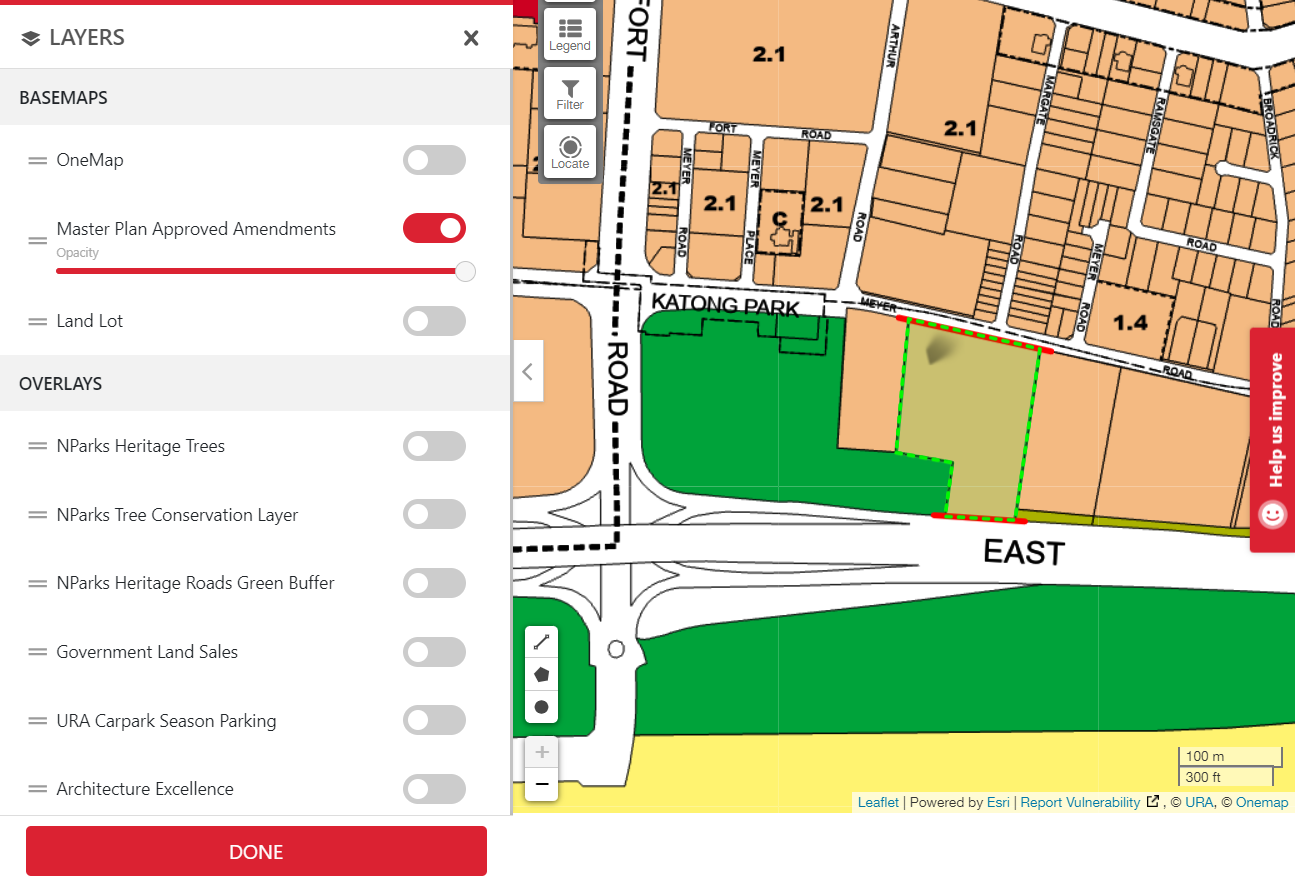 LAYERS
BASEMAPS
OneMap
Master Plan Approved Amendments
Opacity
Land Lot
OVERLAYS
NParks Heritage Trees
NParks Tree Conservation Layer
NParks Heritage Roads Green Buffer
Government Land Sales
URA Carpark Season Parking
Architecture Excellence
DONE
Legend
Filter
Locate
FORT
ROAD
2.1
ARTHUR
ROAD
2.1
FORT ROAD
MEYER
ROAD
MEYER
PLACE
2.1
2.1
C
2.1
MARGATE
ROAD
RAMSGATE
ROAD
BROADRICK
ROAD
MEYER
ROAD
1.4
KATONG PARK
MEYER
ROAD
EAST
Help us improve
100 m
300 ft
Leaflet | Powered by Esri | Report Vulnerability , © URA, © Onemap